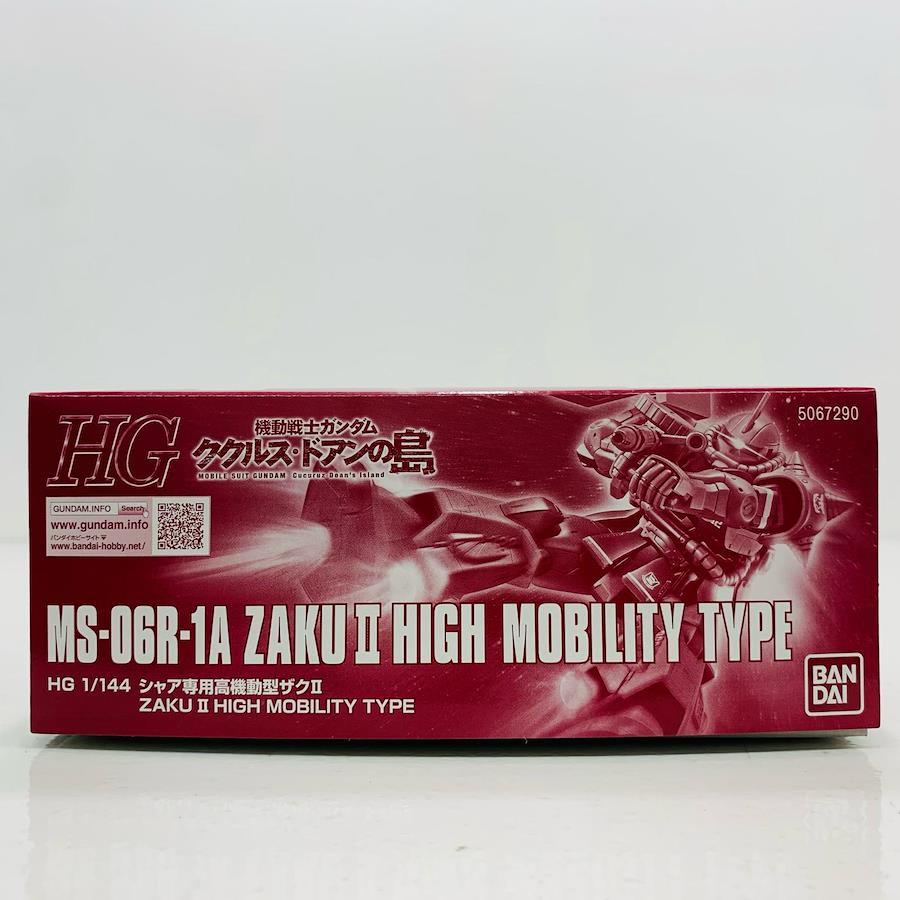 HG
機動戦士ガンダム
ククルス・ドアンの島
MOBILE SUIT GUNDAM Cucuruz Doan's Island
5067290
GUNDAM.INFO Search
www.gundam.info
バンダイホビーサイト
www.bandai-hobby.net/
MS-06R-1A ZAKU II HIGH MOBILITY TYPE
HG 1/144 シャア専用高機動型ザクII
ZAKU II HIGH MOBILITY TYPE
BAN
DAI